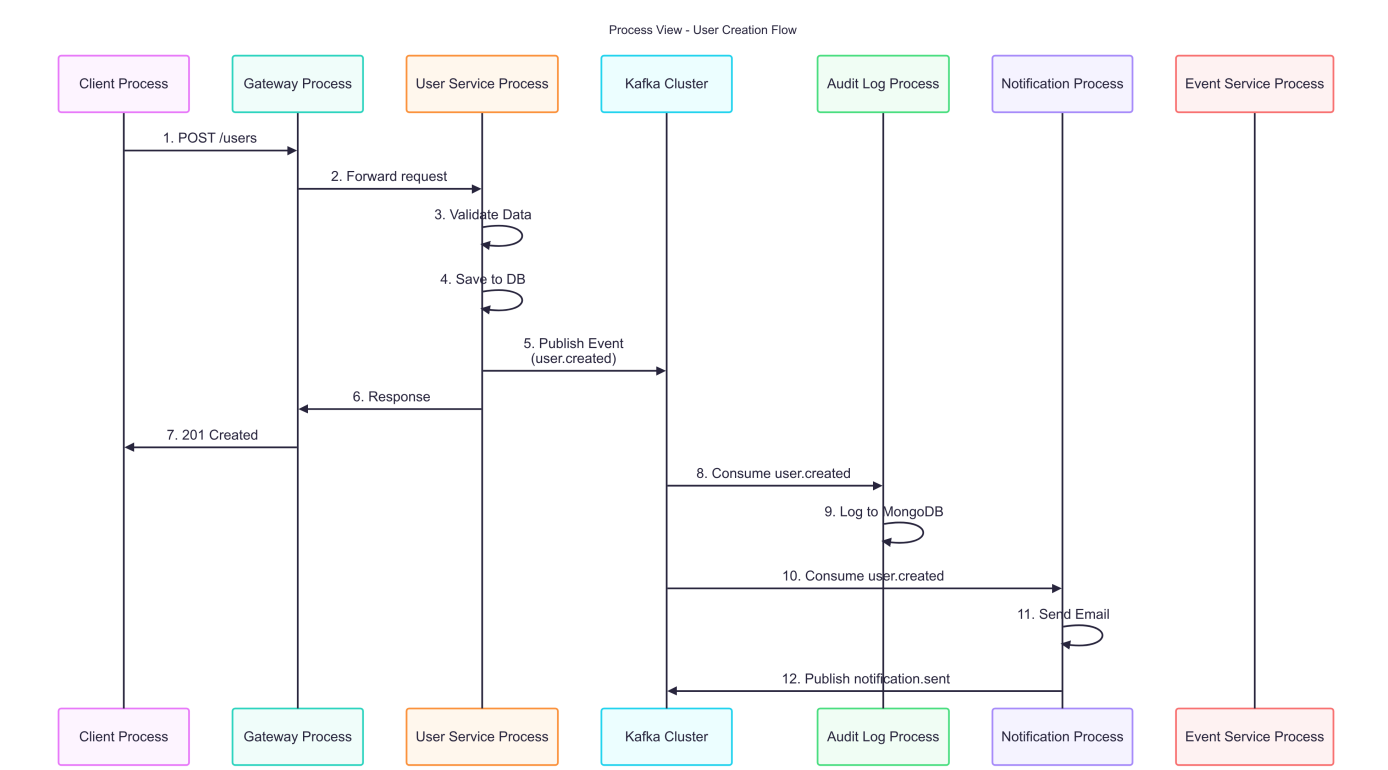 Process View - User Creation Flow
Client Process
Gateway Process
User Service Process
Kafka Cluster
Audit Log Process
Notification Process
Event Service Process
1. POST /users
2. Forward request
3. Validate Data
4. Save to DB
5. Publish Event
(user.created)
6. Response
7. 201 Created
8. Consume user.created
9. Log to MongoDB
10. Consume user.created
11. Send Email
12. Publish notification.sent
Client Process
Gateway Process
User Service Process
Kafka Cluster
Audit Log Process
Notification Process
Event Service Process